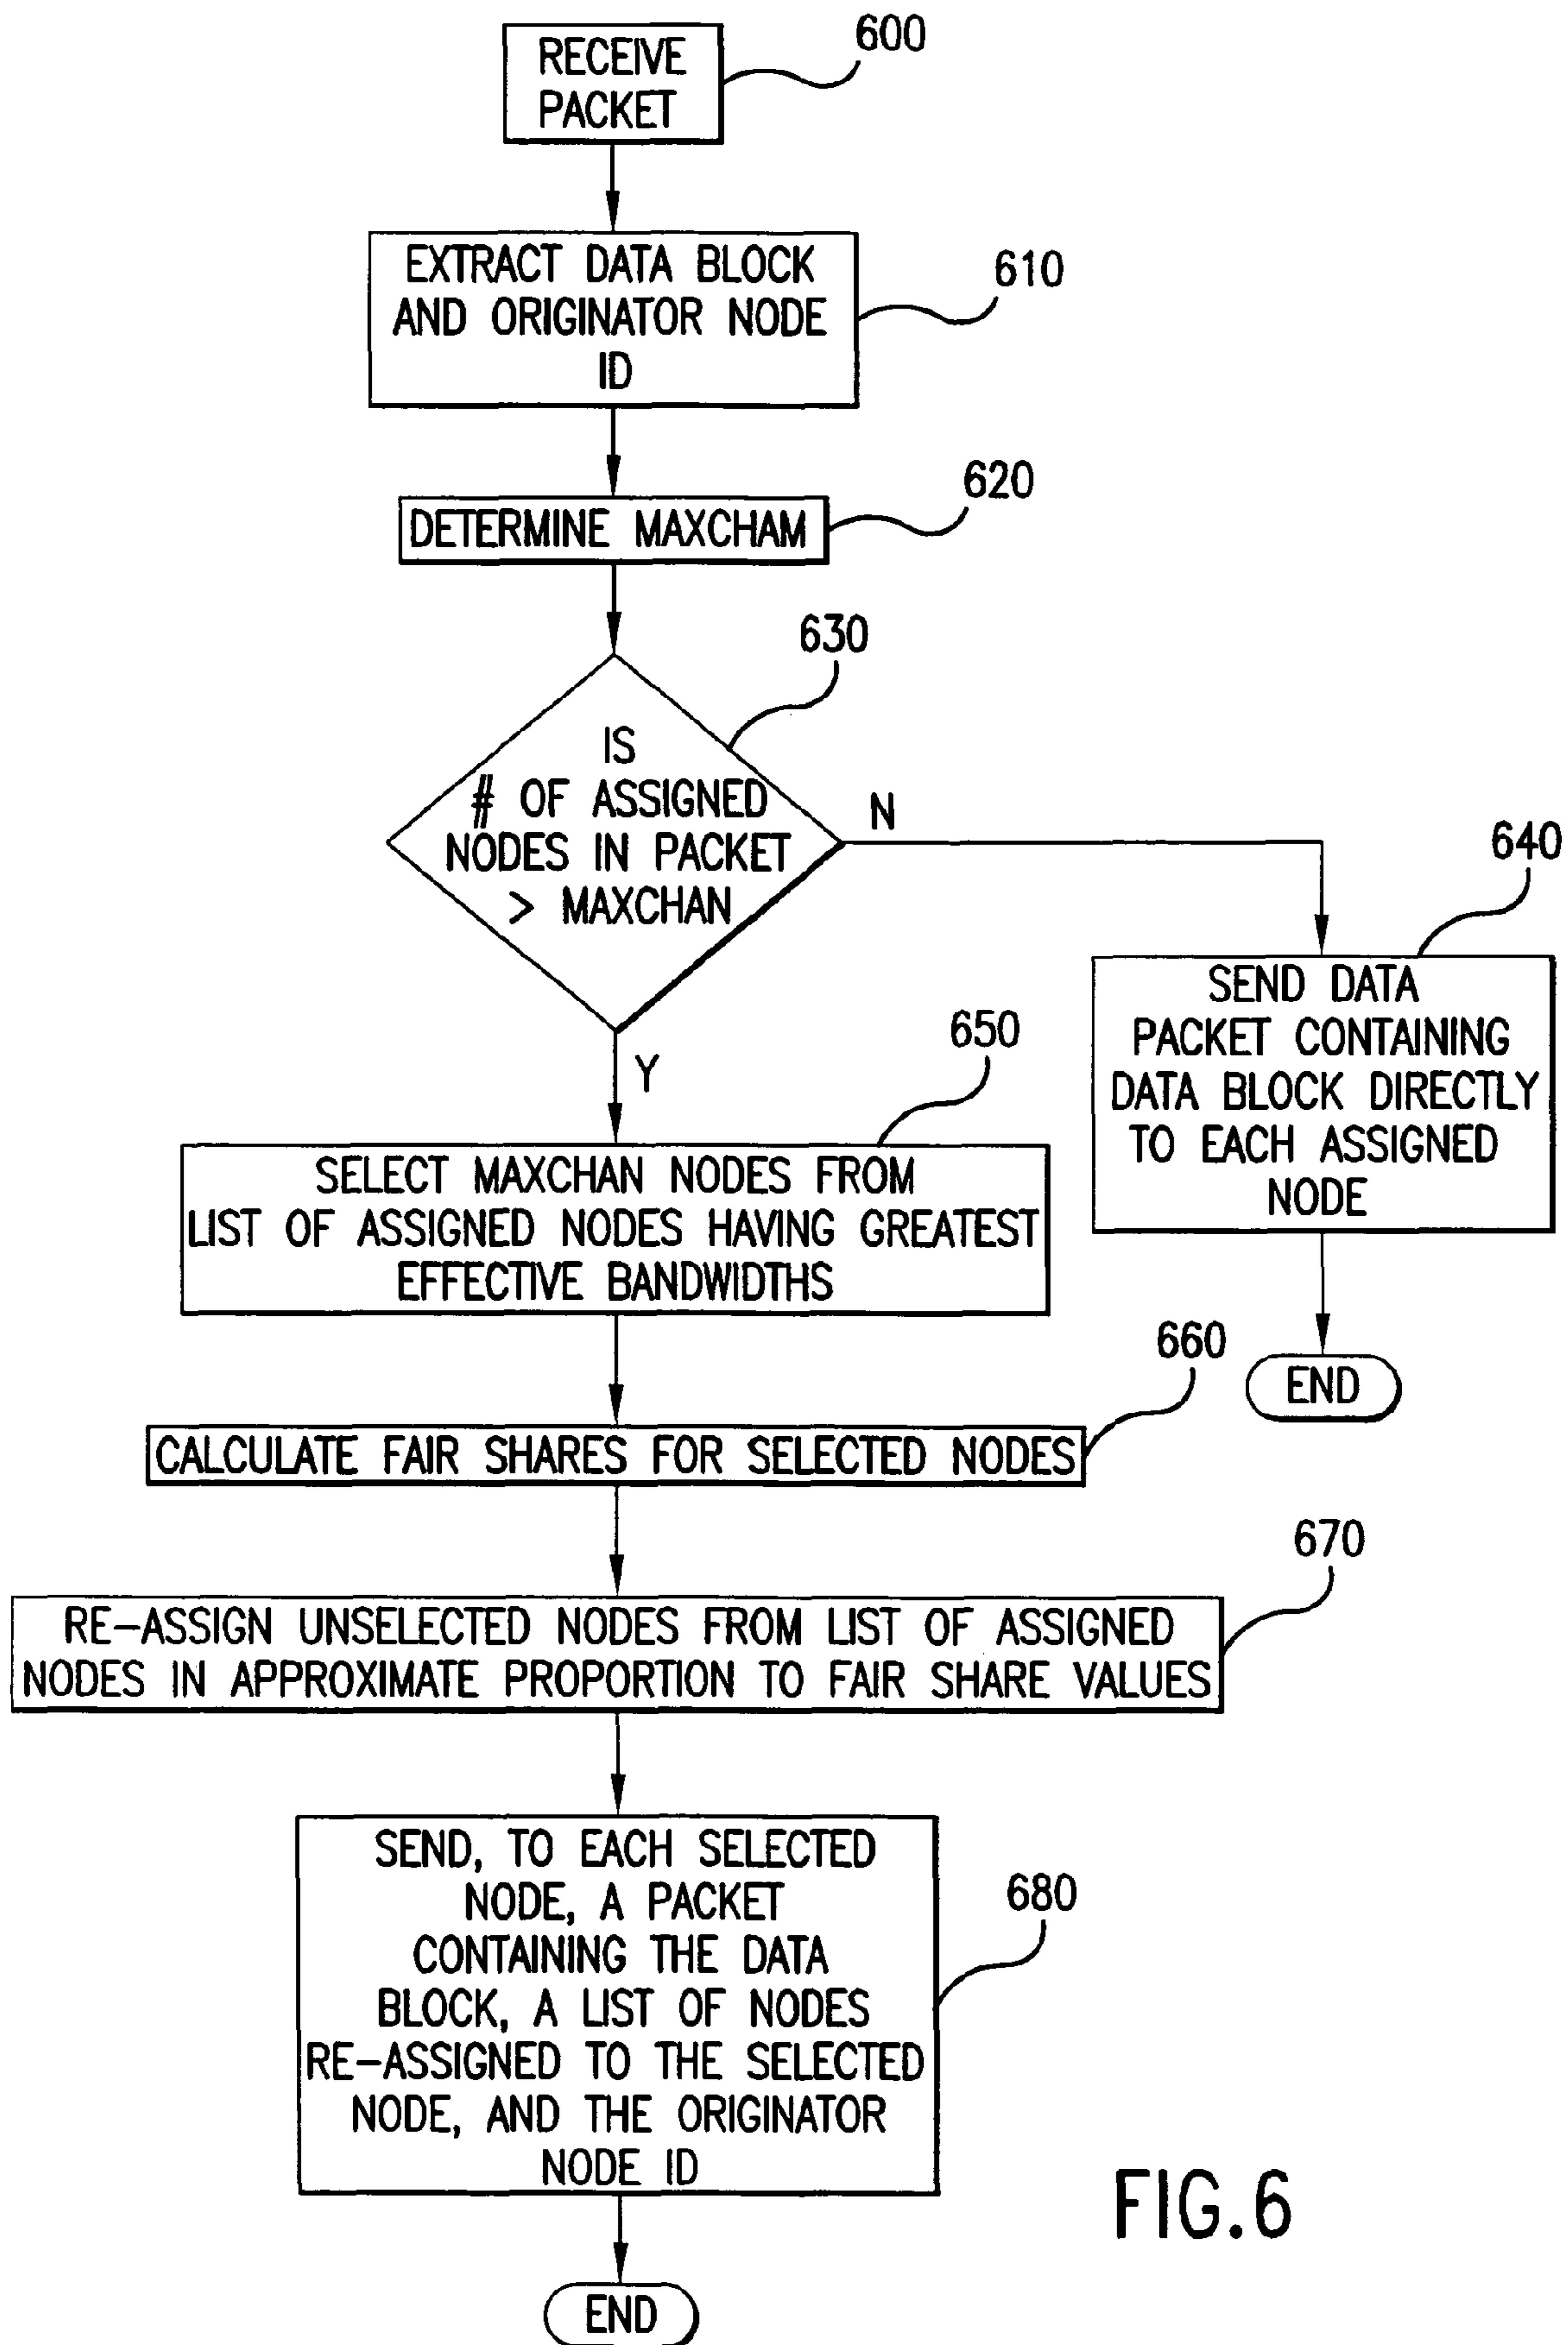 600
RECEIVE
PACKET
610
EXTRACT DATA BLOCK
AND ORIGINATOR NODE
ID
620
DETERMINE MAXCHAM
630
IS
# OF ASSIGNED
NODES IN PACKET
> MAXCHAN
N
Y
640
SEND DATA
PACKET CONTAINING
DATA BLOCK DIRECTLY
TO EACH ASSIGNED
NODE
END
650
SELECT MAXCHAN NODES FROM
LIST OF ASSIGNED NODES HAVING GREATEST
EFFECTIVE BANDWIDTHS
660
CALCULATE FAIR SHARES FOR SELECTED NODES
670
RE-ASSIGN UNSELECTED NODES FROM LIST OF ASSIGNED
NODES IN APPROXIMATE PROPORTION TO FAIR SHARE VALUES
680
SEND, TO EACH SELECTED
NODE, A PACKET
CONTAINING THE DATA
BLOCK, A LIST OF NODES
RE-ASSIGNED TO THE SELECTED
NODE, AND THE ORIGINATOR
NODE ID
END
FIG.6